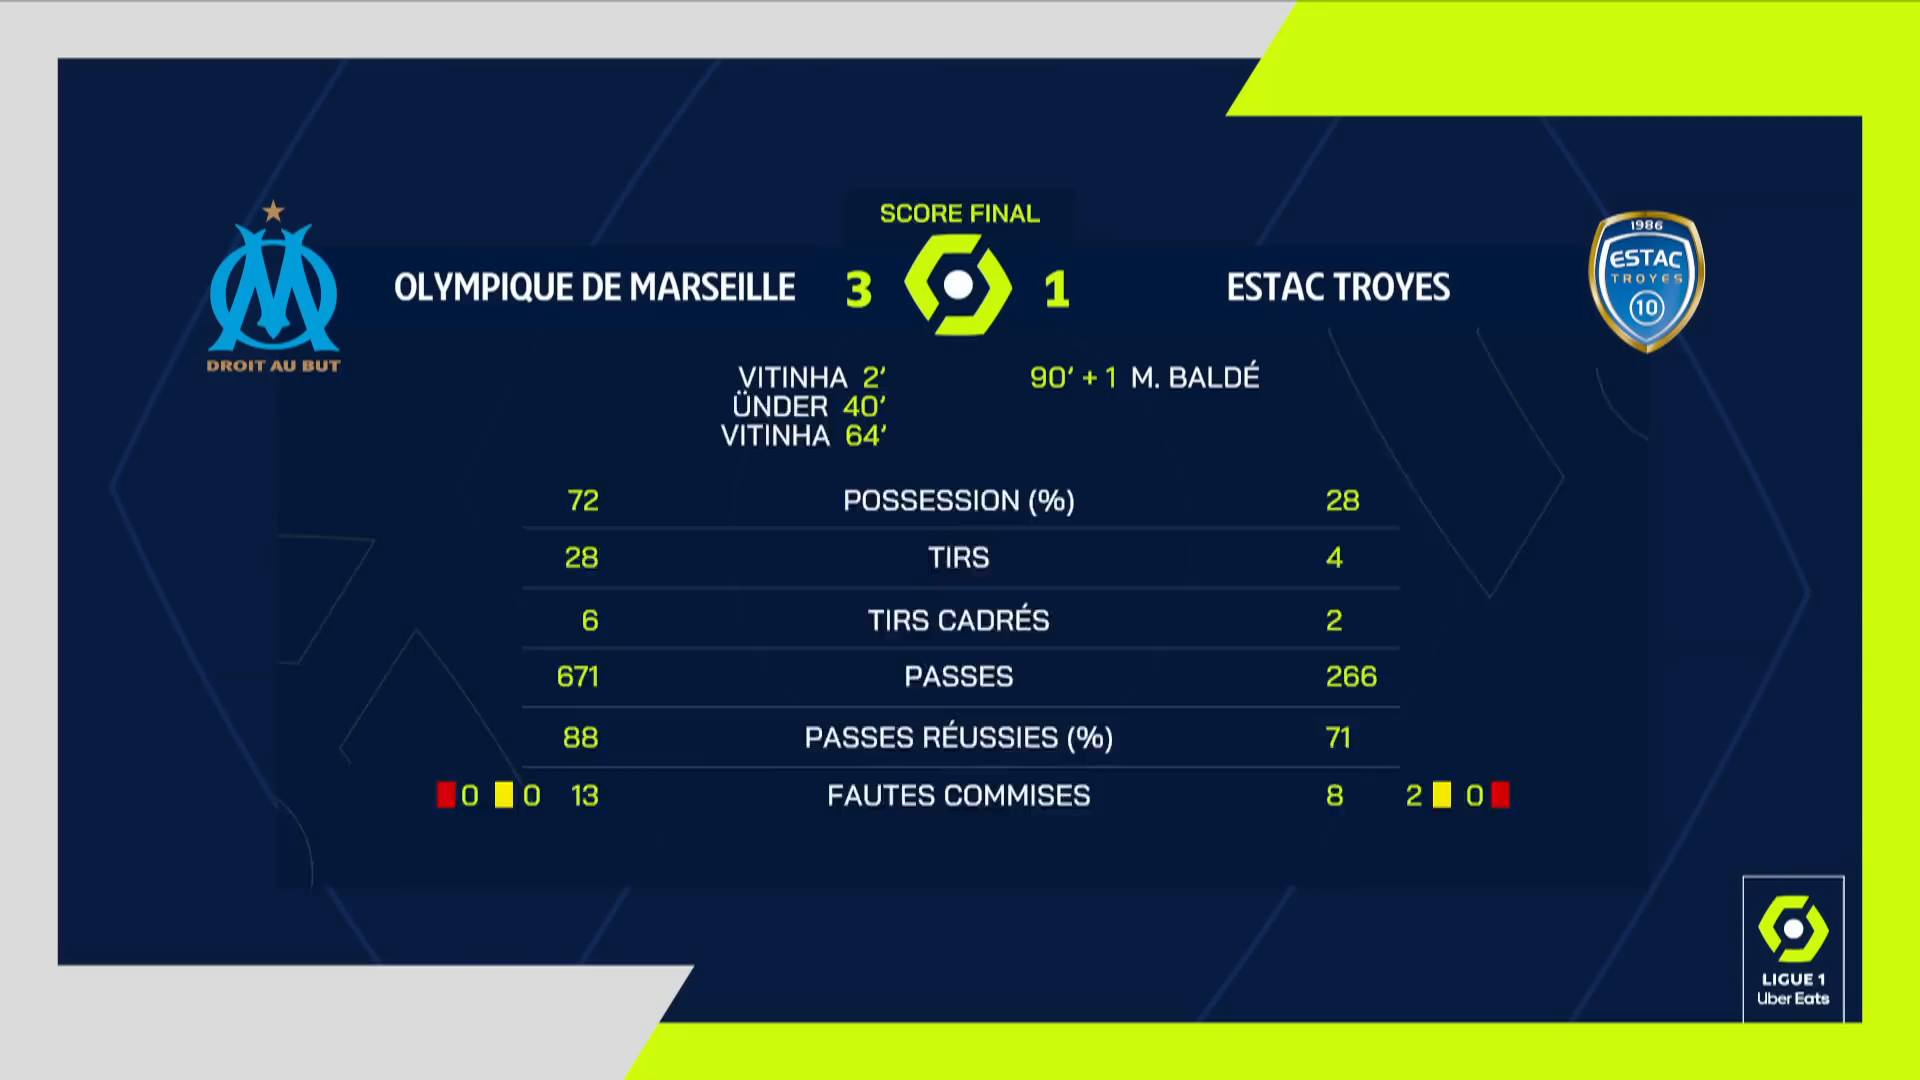 SCORE FINAL
OLYMPIQUE DE MARSEILLE 3 1 ESTAC TROYES
DROIT AU BUT
1986
ESTAC
TROYES
10
VITINHA 2’ 90’ + 1 M. BALDÉ
ÜNDER 40’
VITINHA 64’
72 POSSESSION (%) 28
28 TIRS 4
6 TIRS CADRÉS 2
671 PASSES 266
88 PASSES RÉUSSIES (%) 71
0 0 13 FAUTES COMMISES 8 2 0
LIGUE 1
Uber Eats